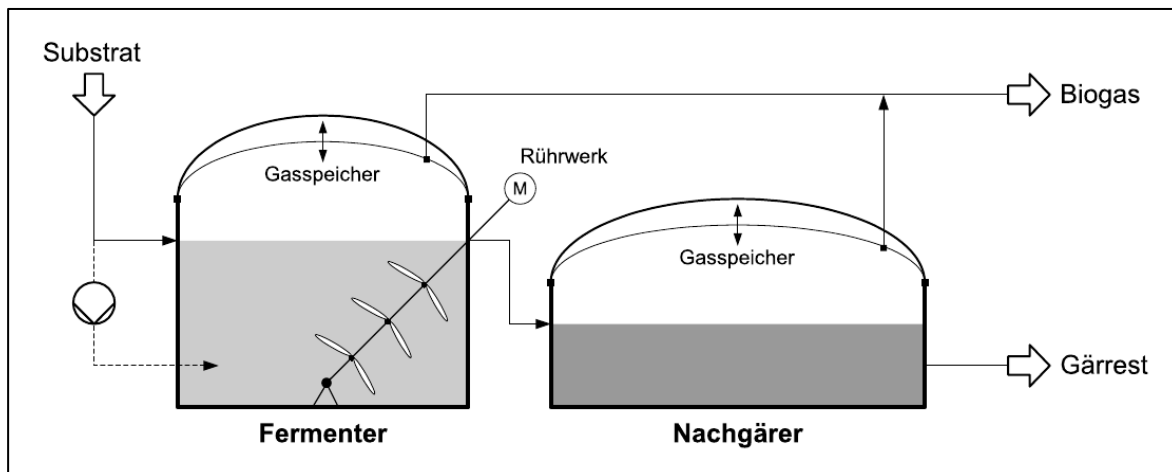 Substrat
Biogas
Rührwerk
M
Gasspeicher
Gasspeicher
Gärrest
Fermenter
Nachgärer